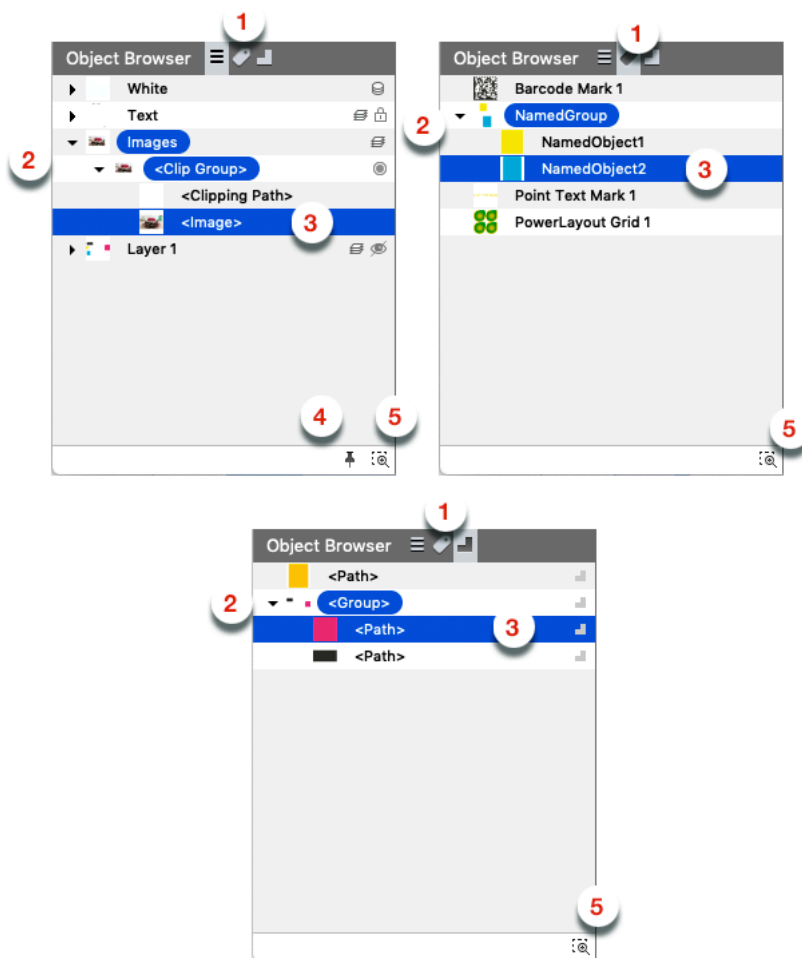 1
Object Browser
White
Text
2
Images
<Clip Group>
<Clipping Path>
<Image>
3
Layer 1
4
5
1
Object Browser
Barcode Mark 1
2
NamedGroup
NamedObject1
NamedObject2
3
Point Text Mark 1
PowerLayout Grid 1
5
1
Object Browser
<Path>
2
<Group>
<Path>
3
<Path>
5